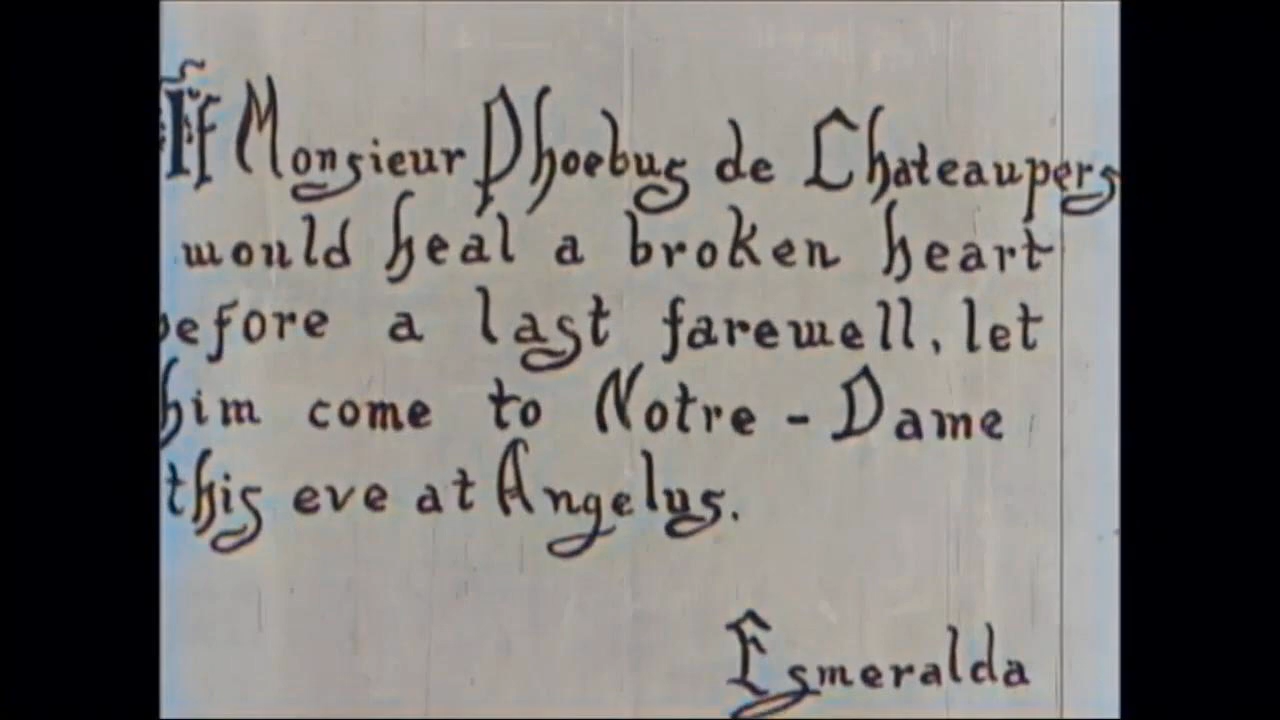 If Monsieur Phoebus de Chateaupers
would heal a broken heart
before a last farewell, let
him come to Notre-Dame
this eve at Angelus.
Esmeralda